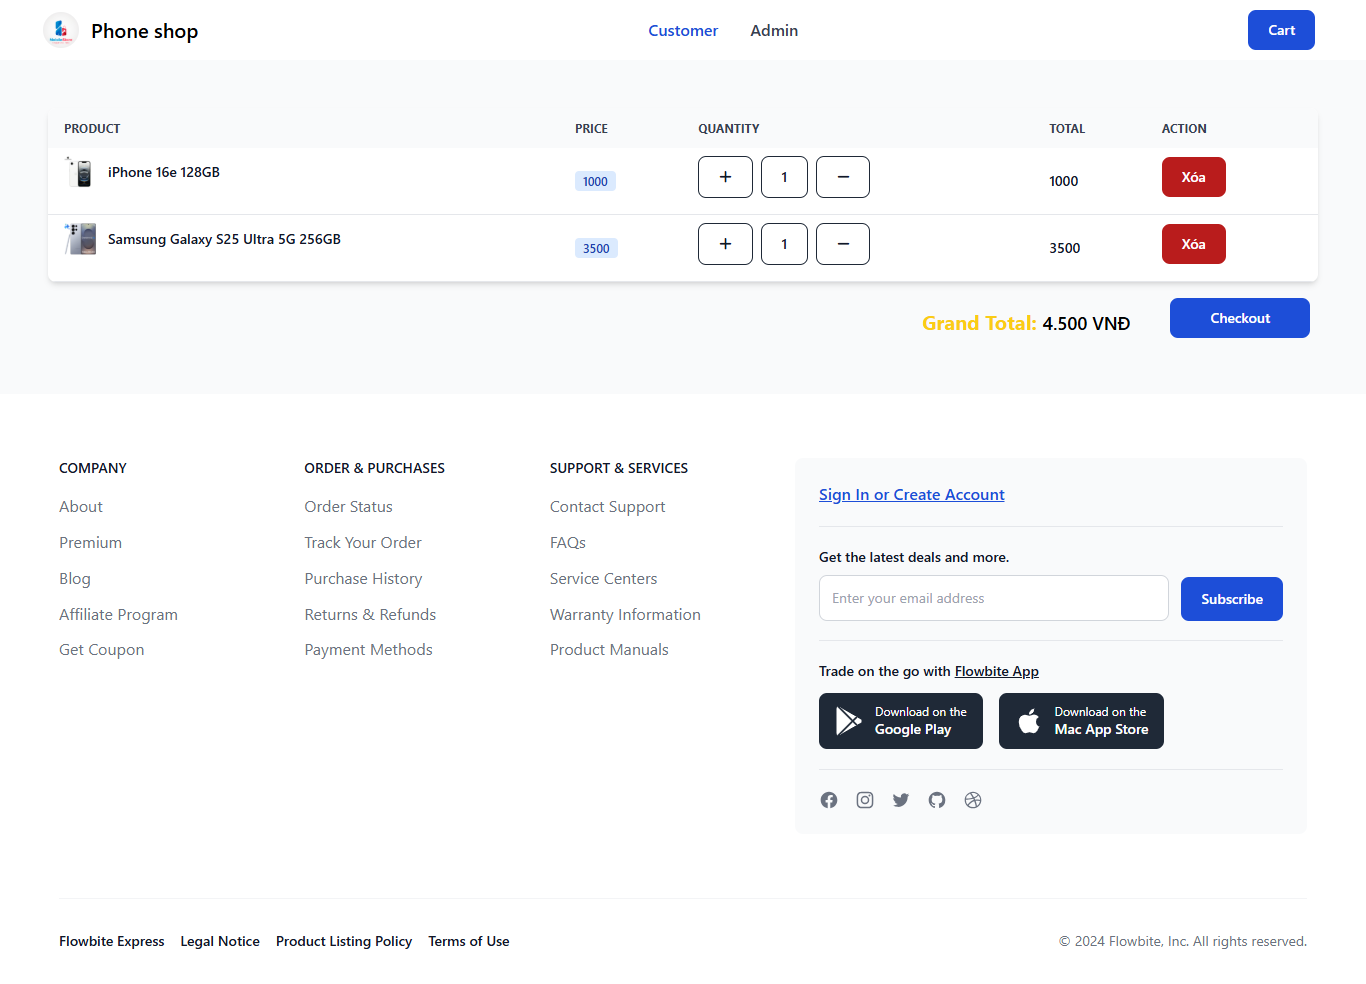 Phone shop
Customer Admin
Cart
PRODUCT PRICE QUANTITY TOTAL ACTION
iPhone 16e 128GB 1000 + 1 − 1000 Xóa
Samsung Galaxy S25 Ultra 5G 256GB 3500 + 1 − 3500 Xóa
Grand Total: 4.500 VNĐ Checkout
COMPANY
About
Premium
Blog
Affiliate Program
Get Coupon
ORDER & PURCHASES
Order Status
Track Your Order
Purchase History
Returns & Refunds
Payment Methods
SUPPORT & SERVICES
Contact Support
FAQs
Service Centers
Warranty Information
Product Manuals
Sign In or Create Account
Get the latest deals and more.
Enter your email address Subscribe
Trade on the go with Flowbite App
Download on the
Google Play
Download on the
Mac App Store
Flowbite Express Legal Notice Product Listing Policy Terms of Use
© 2024 Flowbite, Inc. All rights reserved.